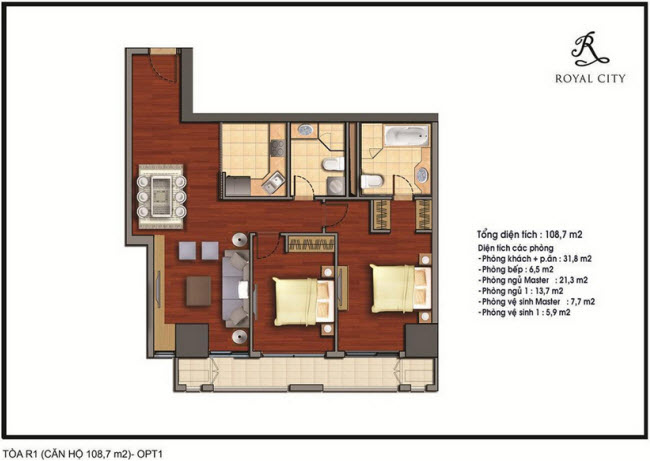 R
ROYAL CITY
Tổng diện tích : 108,7 m2
Diện tích các phòng
-Phòng khách + p.ăn : 31,8 m2
-Phòng bếp : 6,5 m2
-Phòng ngủ Master : 21,3 m2
-Phòng ngủ 1 : 13,7 m2
-Phòng vệ sinh Master : 7,7 m2
-Phòng vệ sinh 1 : 5,9 m2
TÒA R1 (CĂN HỘ 108,7 m2)- OPT1